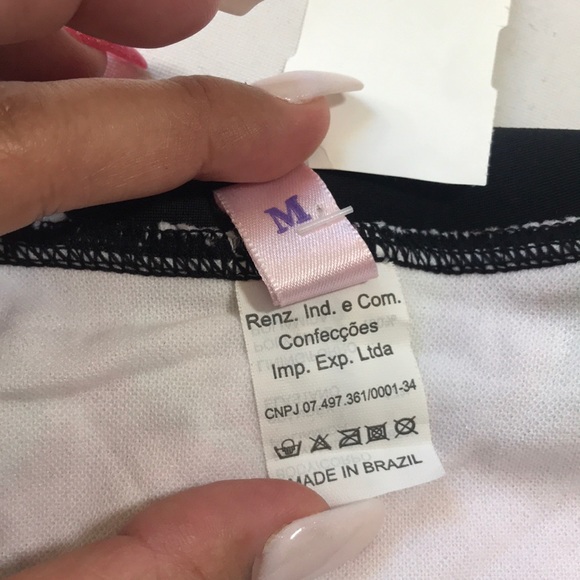 M
Renz. Ind. e Com.
Confecções
Imp. Exp. Ltda
CNPJ 07.497.361/0001-34
MADE IN BRAZIL